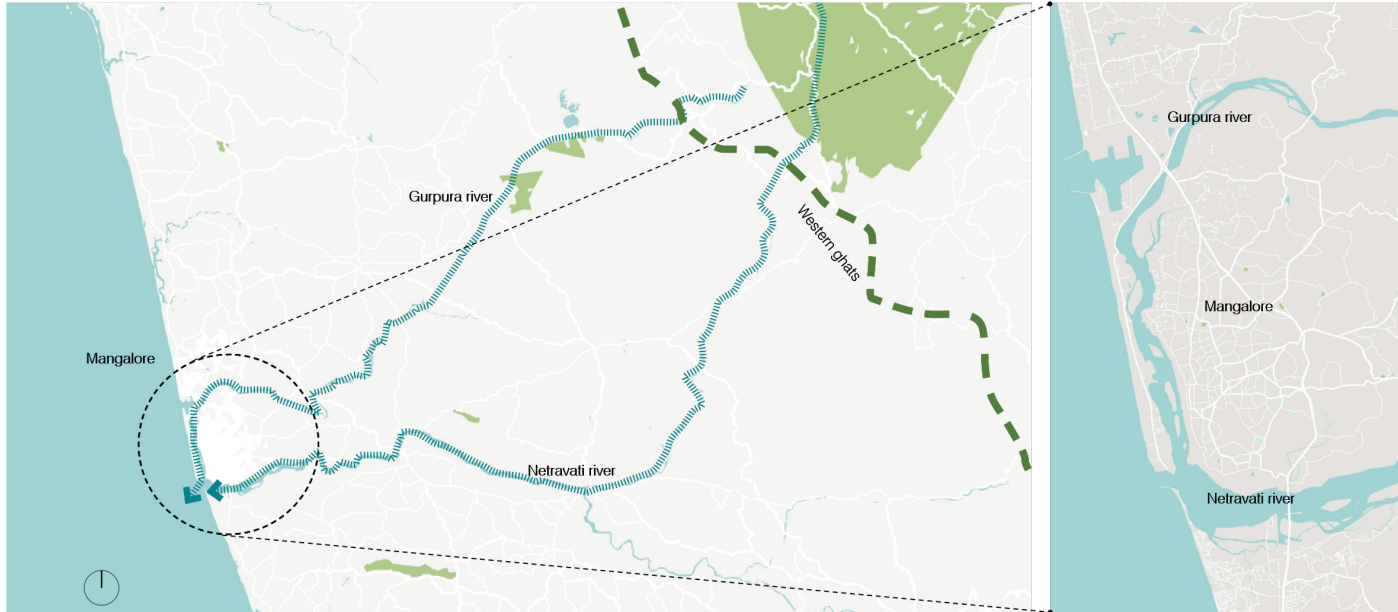 Gurpura river
Western ghats
Mangalore
Netravati river
Gurpura river
Mangalore
Netravati river